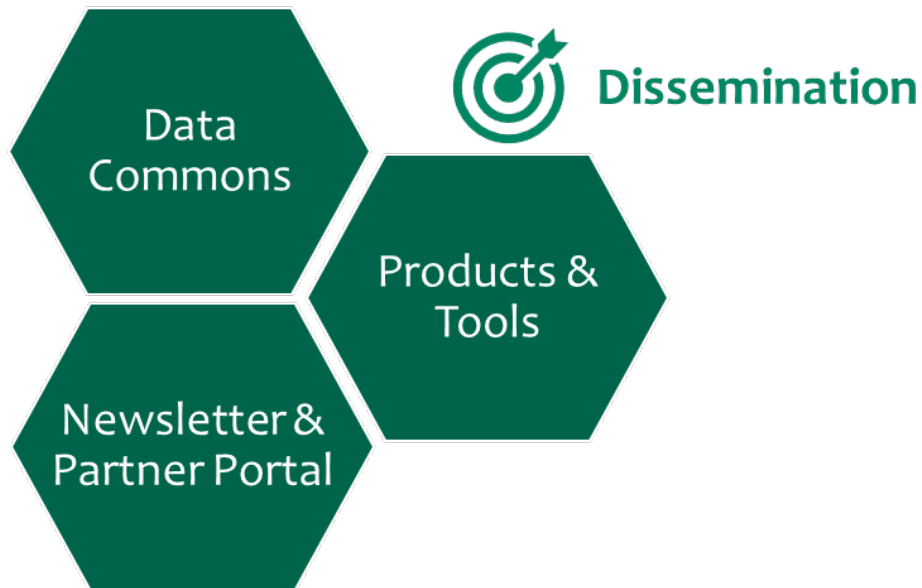 Dissemination
Data
Commons
Products &
Tools
Newsletter &
Partner Portal